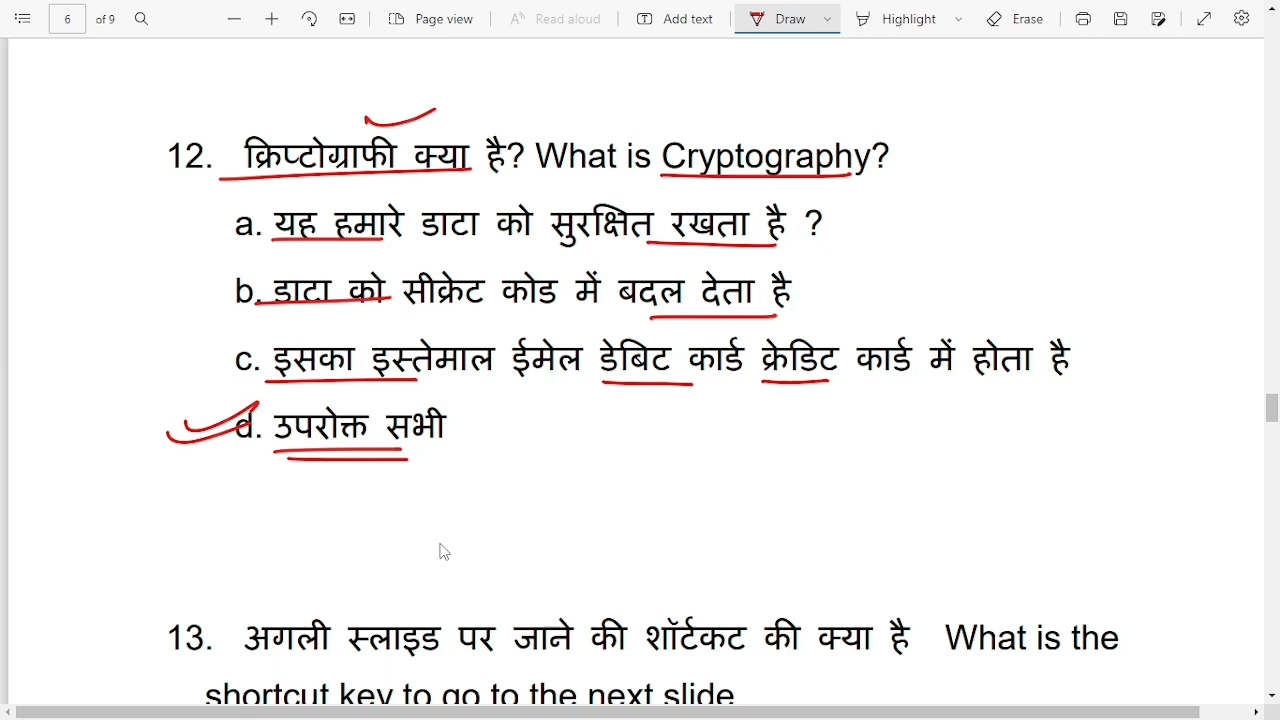 6 of 9 Page view Read aloud Add text Draw Highlight Erase
12. क्रिप्टोग्राफी क्या है? What is Cryptography?
a. यह हमारे डाटा को सुरक्षित रखता है ?
b. डाटा को सीक्रेट कोड में बदल देता है
c. इसका इस्तेमाल ईमेल डेबिट कार्ड क्रेडिट कार्ड में होता है
d. उपरोक्त सभी
13. अगली स्लाइड पर जाने की शॉर्टकट की क्या है What is the
shortcut key to go to the next slide